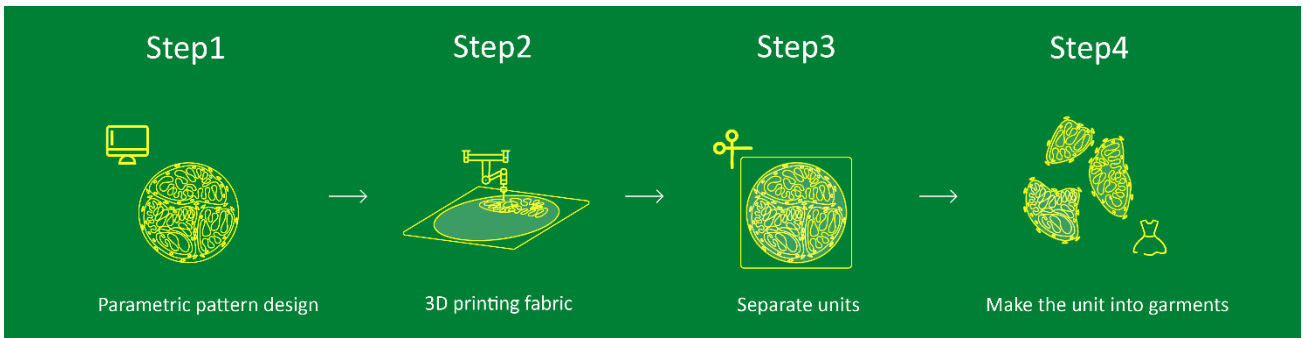 Step1
Step2
Step3
Step4
Parametric pattern design
3D printing fabric
Separate units
Make the unit into garments